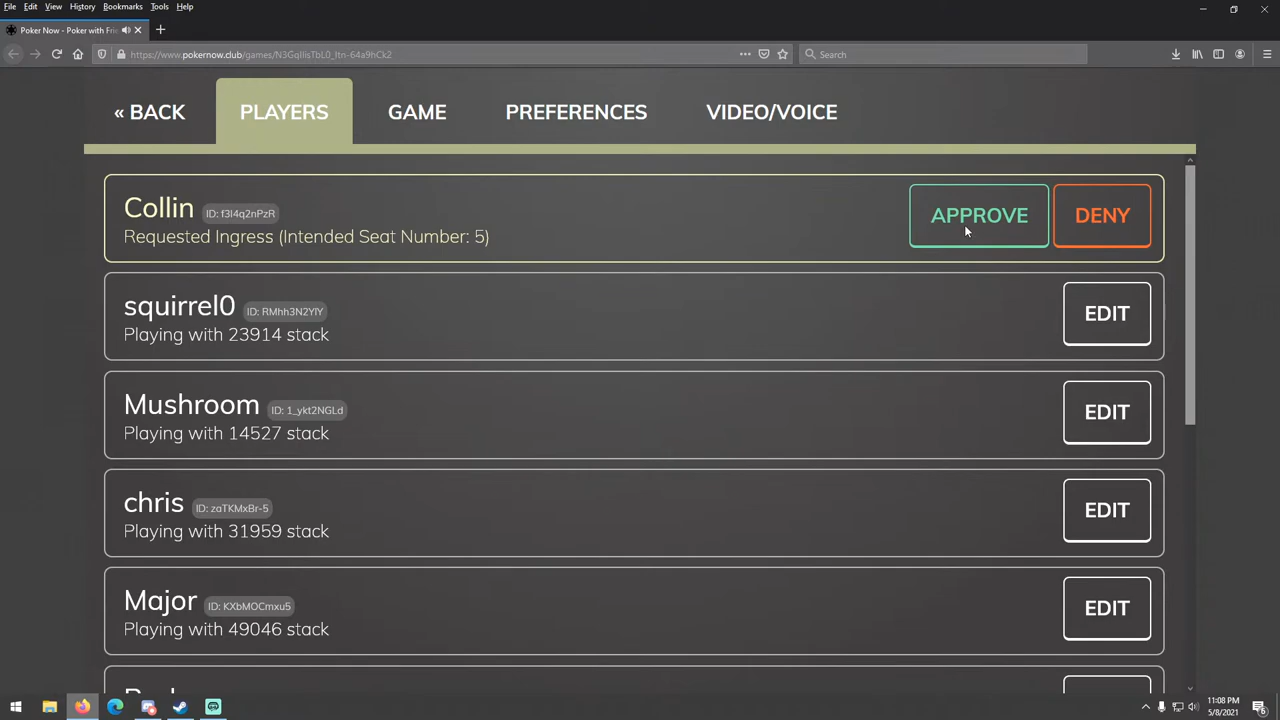 File Edit View History Bookmarks Tools Help
Poker Now - Poker with Fri
https://www.pokernow.club/games/N3GqIlisTbL0_Itn-64a9hCk2
Search
« BACK PLAYERS GAME PREFERENCES VIDEO/VOICE
Collin ID: f3I4q2nPzR
Requested Ingress (Intended Seat Number: 5)
APPROVE DENY
squirrel0 ID: RMhh3N2YlY
Playing with 23914 stack
EDIT
Mushroom ID: 1_ykt2NGLd
Playing with 14527 stack
EDIT
chris ID: zaTKMxBr-5
Playing with 31959 stack
EDIT
Major ID: KXbMOCmxu5
Playing with 49046 stack
EDIT
11:08 PM
5/8/2021